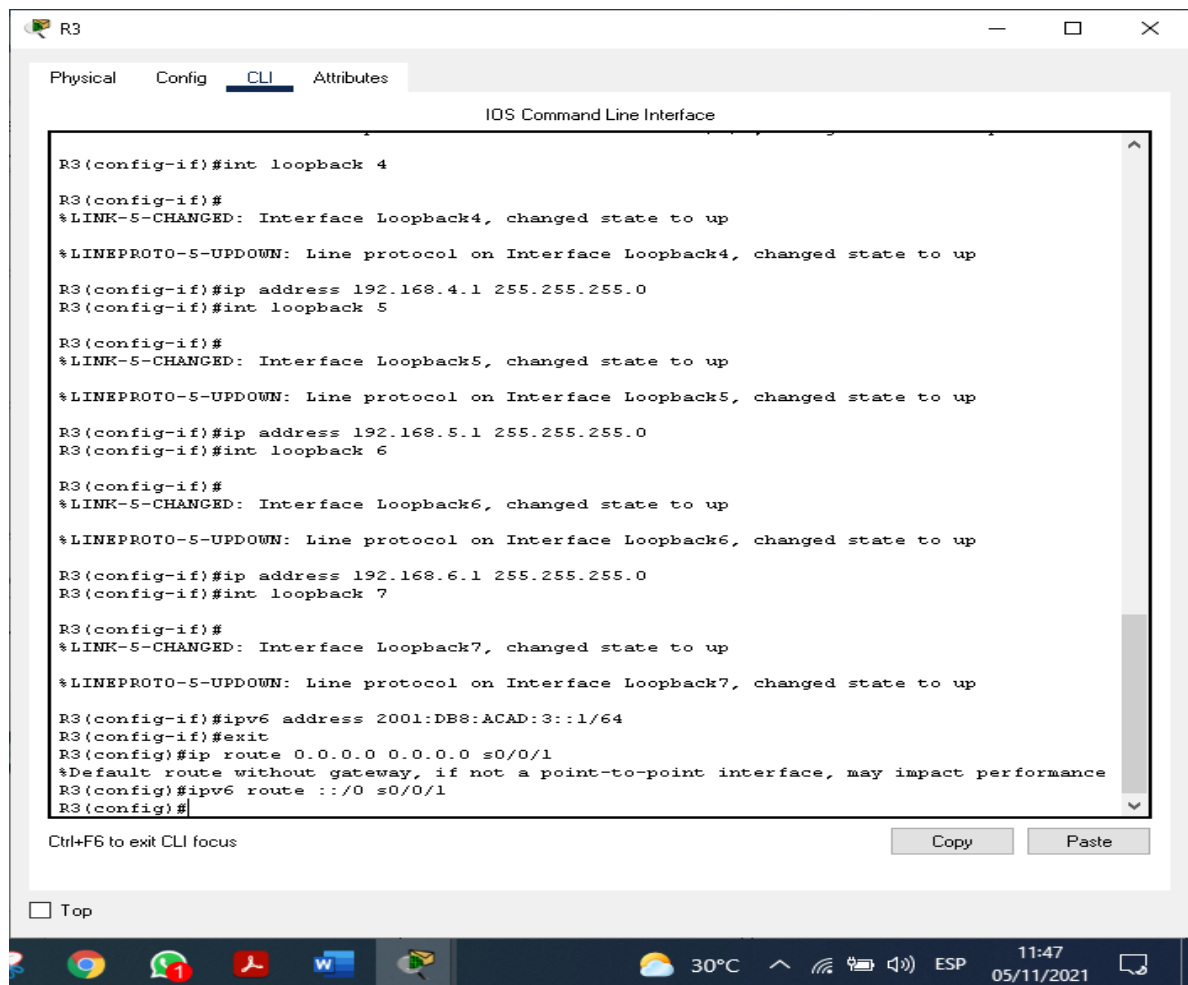 R3
Physical Config CLI Attributes
IOS Command Line Interface
R3(config-if)#int loopback 4
R3(config-if)#
%LINK-5-CHANGED: Interface Loopback4, changed state to up
%LINEPROTO-5-UPDOWN: Line protocol on Interface Loopback4, changed state to up
R3(config-if)#ip address 192.168.4.1 255.255.255.0
R3(config-if)#int loopback 5
R3(config-if)#
%LINK-5-CHANGED: Interface Loopback5, changed state to up
%LINEPROTO-5-UPDOWN: Line protocol on Interface Loopback5, changed state to up
R3(config-if)#ip address 192.168.5.1 255.255.255.0
R3(config-if)#int loopback 6
R3(config-if)#
%LINK-5-CHANGED: Interface Loopback6, changed state to up
%LINEPROTO-5-UPDOWN: Line protocol on Interface Loopback6, changed state to up
R3(config-if)#ip address 192.168.6.1 255.255.255.0
R3(config-if)#int loopback 7
R3(config-if)#
%LINK-5-CHANGED: Interface Loopback7, changed state to up
%LINEPROTO-5-UPDOWN: Line protocol on Interface Loopback7, changed state to up
R3(config-if)#ipv6 address 2001:DB8:ACAD:3::1/64
R3(config-if)#exit
R3(config)#ip route 0.0.0.0 0.0.0.0 s0/0/1
%Default route without gateway, if not a point-to-point interface, may impact performance
R3(config)#ipv6 route ::/0 s0/0/1
R3(config)#
Ctrl+F6 to exit CLI focus
Copy Paste
Top
1 W 30°C ESP 11:47
05/11/2021